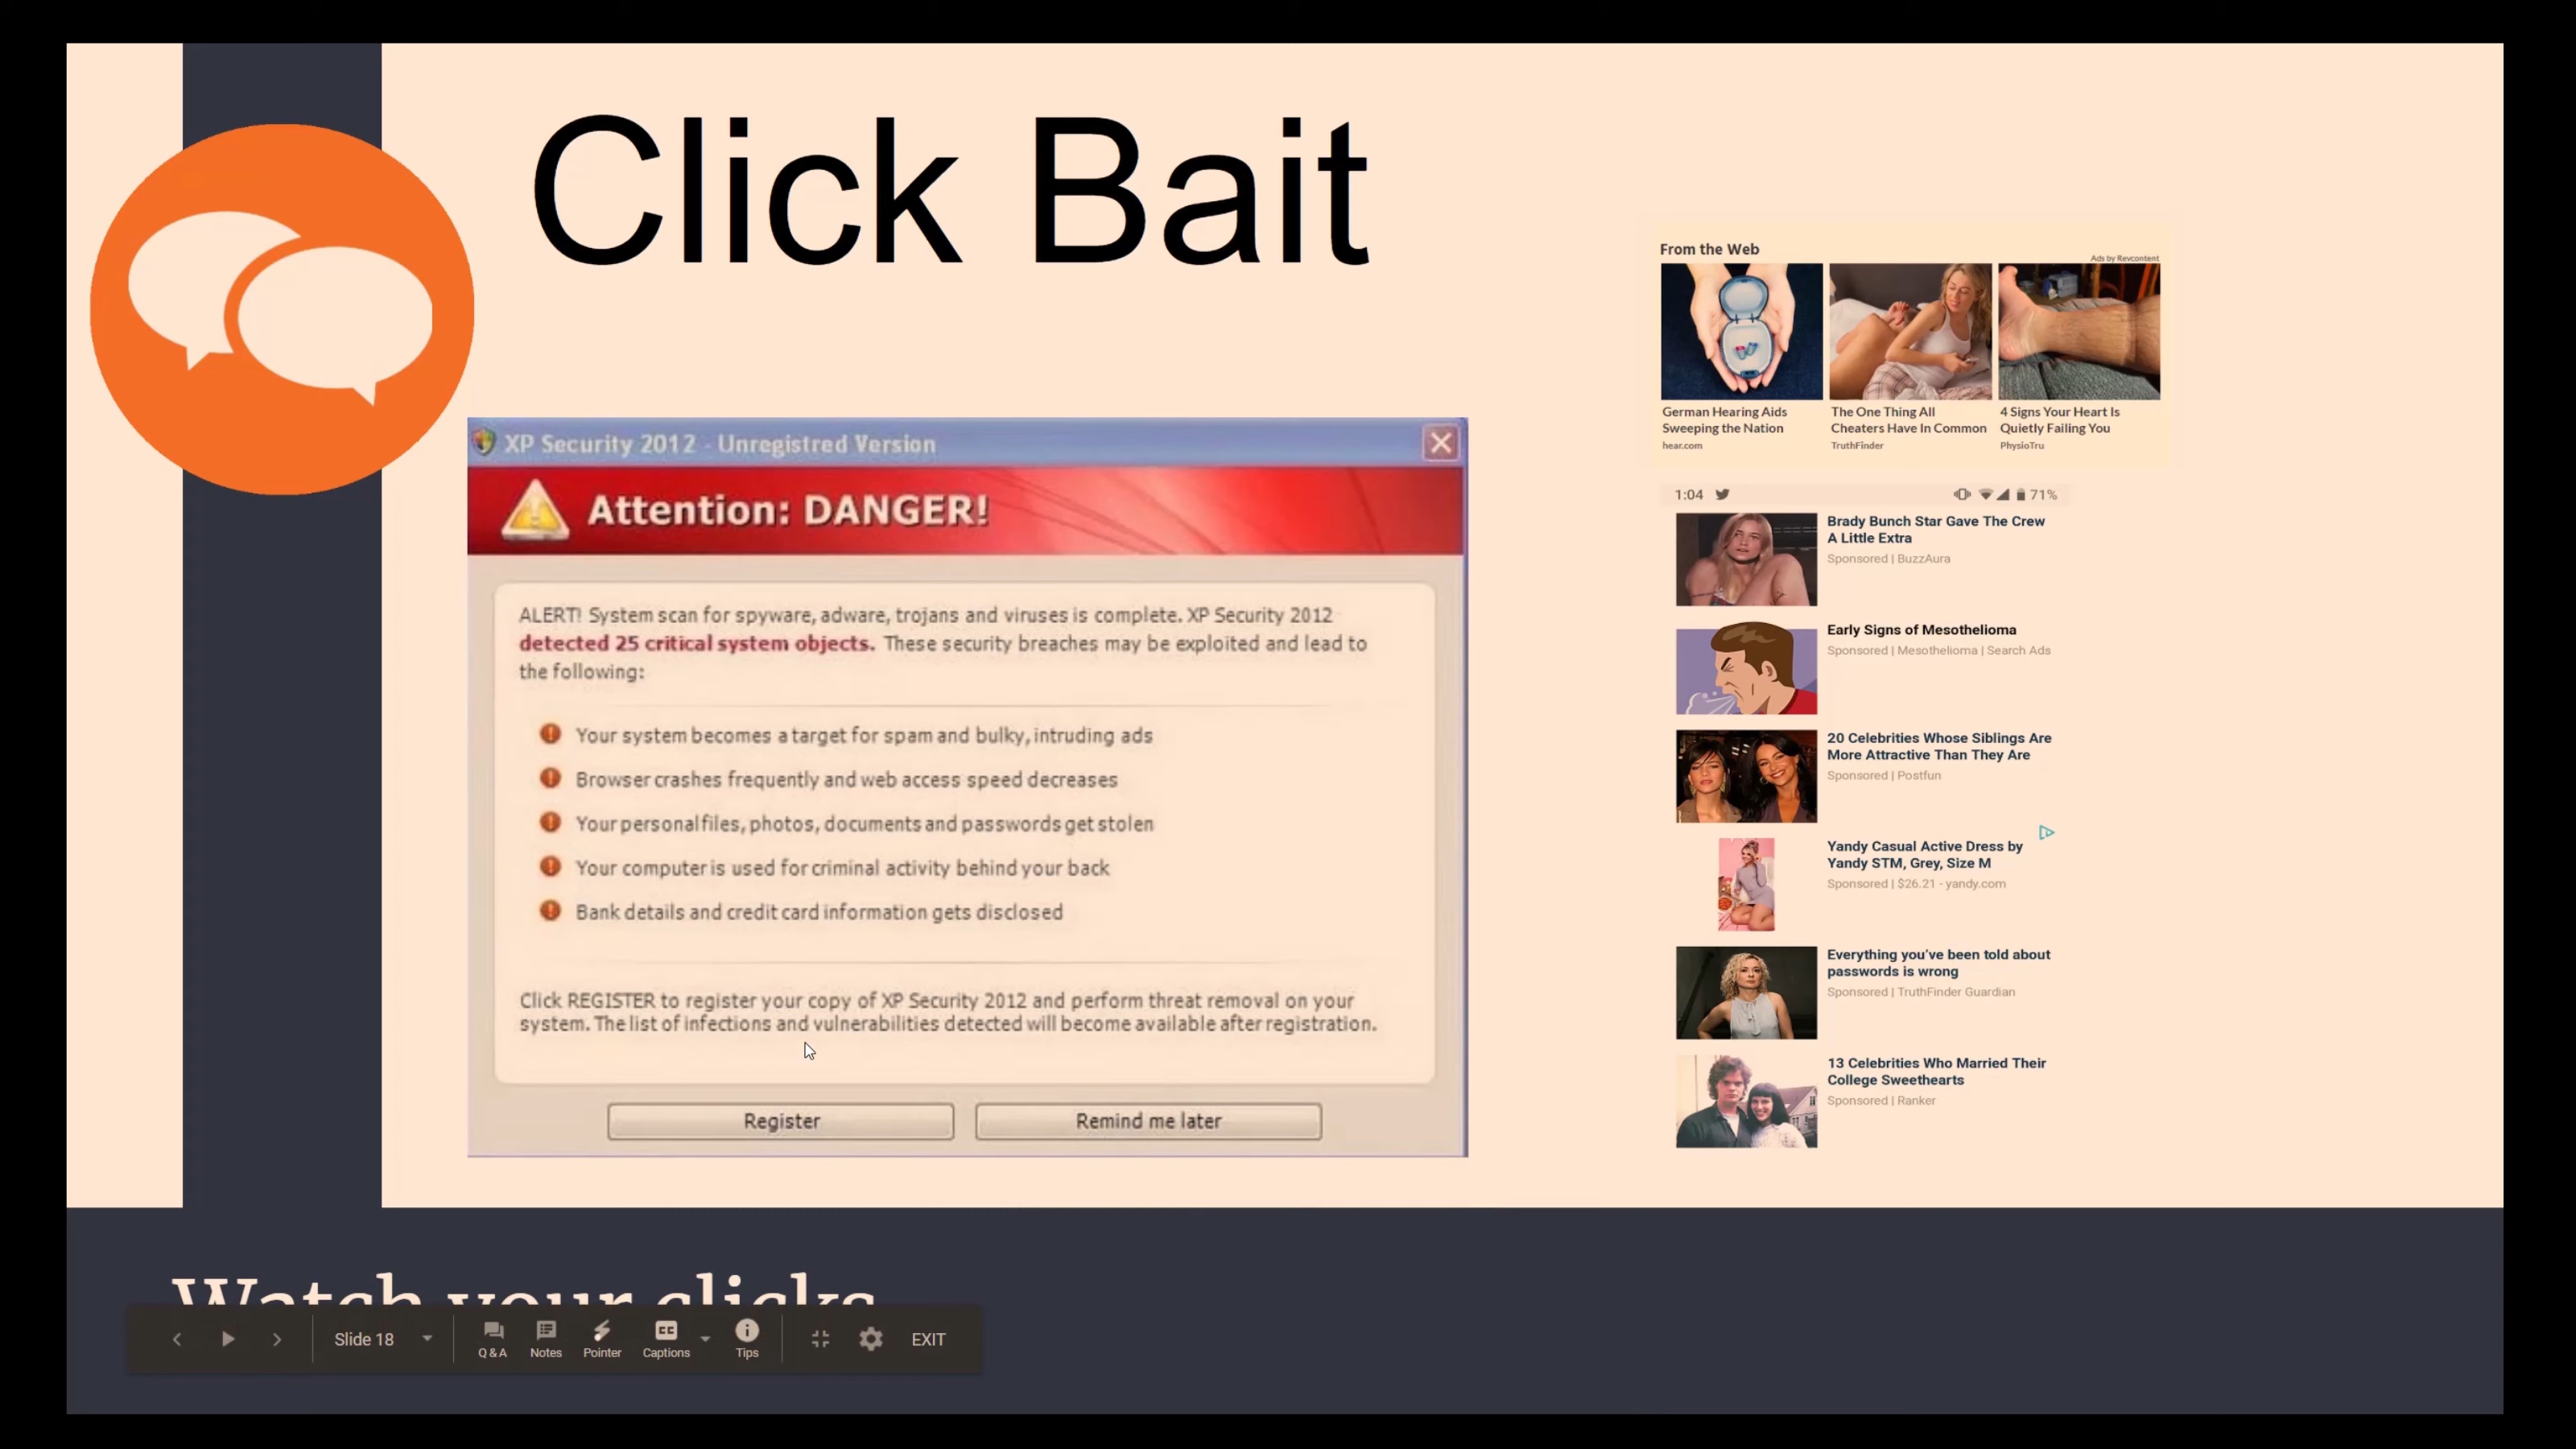 Click Bait
XP Security 2012 - Unregistred Version
Attention: DANGER!
ALERT! System scan for spyware, adware, trojans and viruses is complete. XP Security 2012
detected 25 critical system objects. These security breaches may be exploited and lead to
the following:
Your system becomes a target for spam and bulky, intruding ads
Browser crashes frequently and web access speed decreases
Your personal files, photos, documents and passwords get stolen
Your computer is used for criminal activity behind your back
Bank details and credit card information gets disclosed
Click REGISTER to register your copy of XP Security 2012 and perform threat removal on your
system. The list of infections and vulnerabilities detected will become available after registration.
Register
Remind me later
From the Web
Ads by Revcontent
German Hearing Aids
Sweeping the Nation
hear.com
The One Thing All
Cheaters Have In Common
TruthFinder
4 Signs Your Heart Is
Quietly Failing You
PhysioTru
1:04
71%
Brady Bunch Star Gave The Crew
A Little Extra
Sponsored | BuzzAura
Early Signs of Mesothelioma
Sponsored | Mesothelioma | Search Ads
20 Celebrities Whose Siblings Are
More Attractive Than They Are
Sponsored | Postfun
Yandy Casual Active Dress by
Yandy STM, Grey, Size M
Sponsored | $26.21 - yandy.com
Everything you've been told about
passwords is wrong
Sponsored | TruthFinder Guardian
13 Celebrities Who Married Their
College Sweethearts
Sponsored | Ranker
Watch your clicks
Slide 18
Q & A
Notes
CC
Pointer
Captions
Tips
EXIT